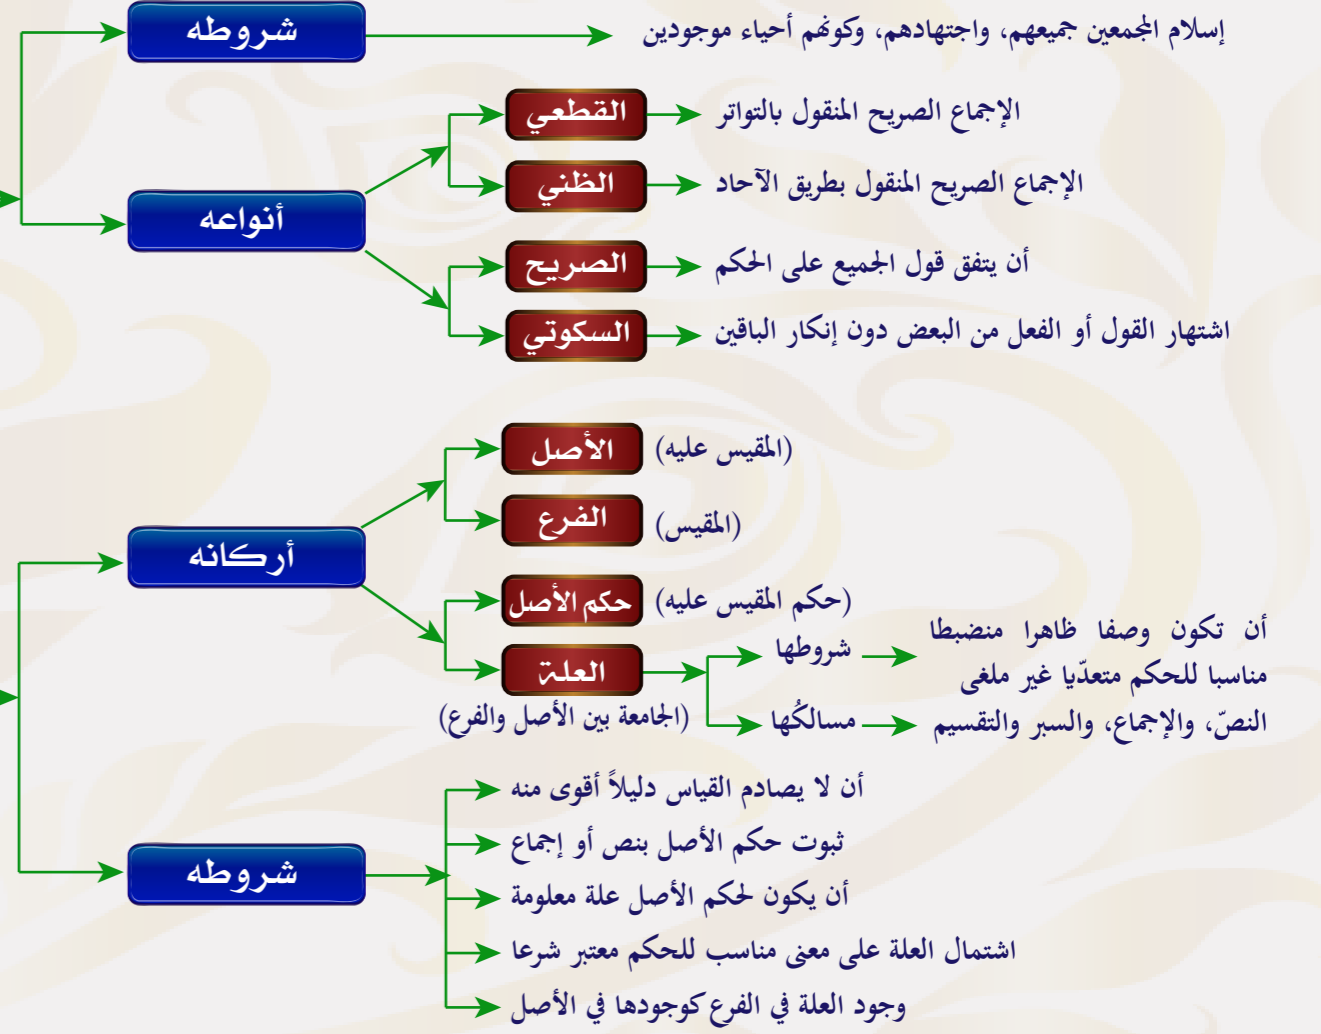 شروطه
إسلام المجمعين جميعهم، واجتهادهم، وكونهم أحياء موجودين
أنواعه
القطعي
الإجماع الصريح المنقول بالتواتر
الظني
الإجماع الصريح المنقول بطريق الآحاد
الصريح
أن يتفق قول الجميع على الحكم
السكوتي
اشتهار القول أو الفعل من البعض دون إنكار الباقين
أركانه
الأصل
(المقيس عليه)
الفرع
(المقيس)
حكم الأصل
(حكم المقيس عليه)
العلة
(الجامعة بين الأصل والفرع)
شروطها
أن تكون وصفا ظاهرا منضبطا
مناسبا للحكم متعدّيا غير ملغى
مسالكُها
النصّ، والإجماع، والسبر والتقسيم
شروطه
أن لا يصادم القياس دليلاً أقوى منه
ثبوت حكم الأصل بنص أو إجماع
أن يكون لحكم الأصل علة معلومة
اشتمال العلة على معنى مناسب للحكم معتبر شرعا
وجود العلة في الفرع كوجودها في الأصل